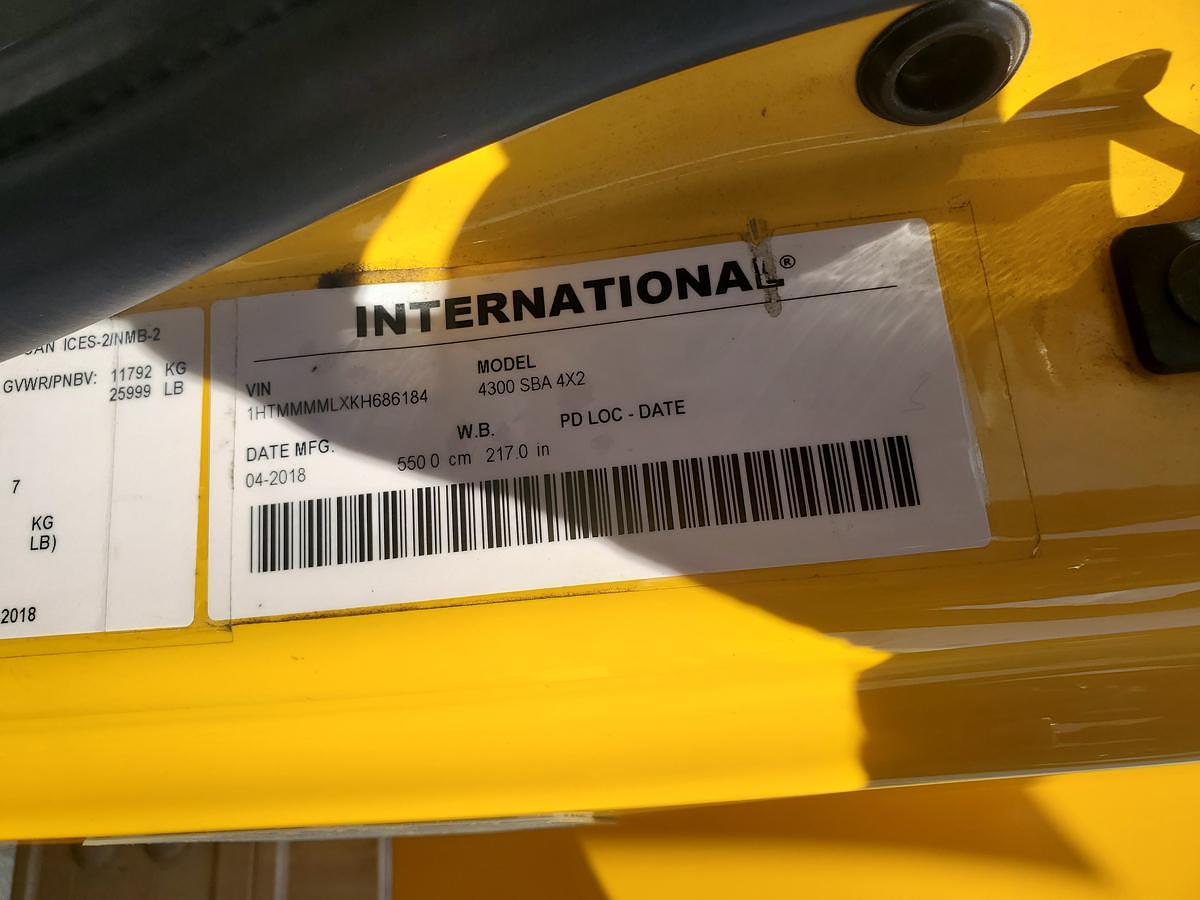 CAN ICES-2/NMB-2
GVWR/PNBV: 11792 KG
25999 LB
7
KG
LB)
2018
INTERNATIONAL®
VIN
1HTMMMMLXKH686184
MODEL
4300 SBA 4X2
DATE MFG.
04-2018
W.B.
550 0 cm 217.0 in
PD LOC - DATE